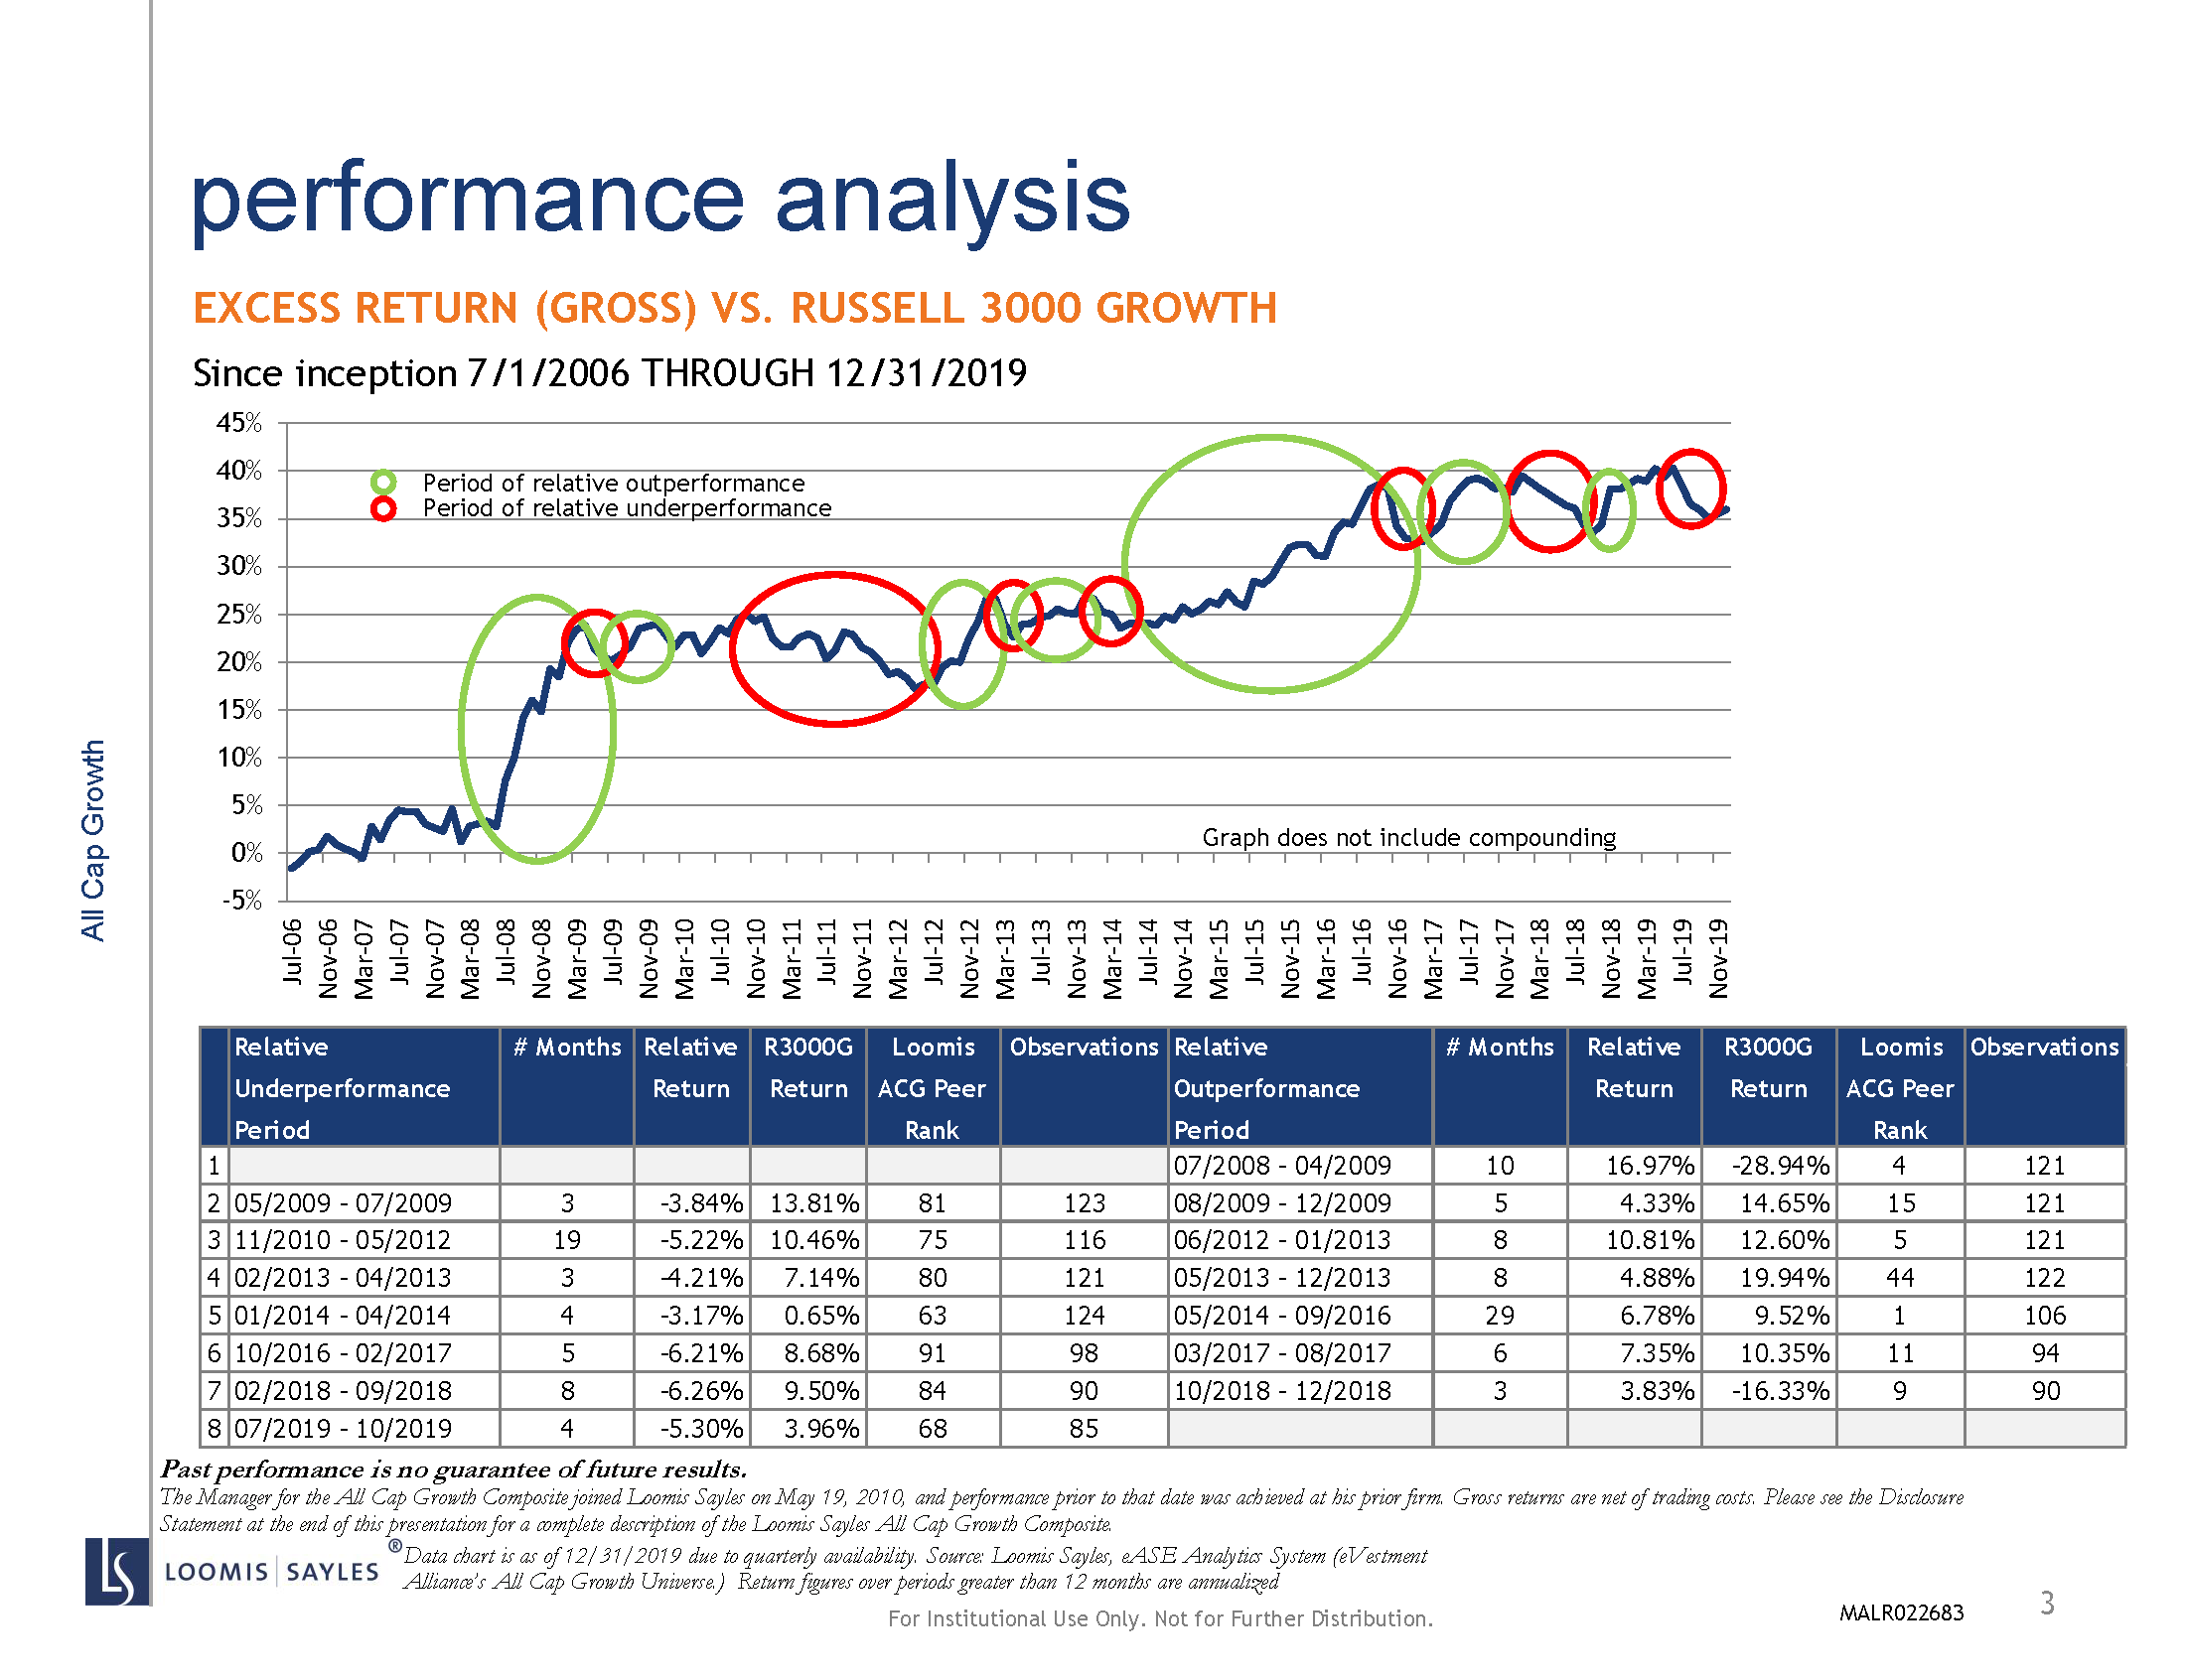 performance analysis
EXCESS RETURN (GROSS) VS. RUSSELL 3000 GROWTH
Since inception 7/1/2006 THROUGH 12/31/2019
45%
40%
35%
30%
25%
20%
15%
10%
5%
0%
-5%
Period of relative outperformance
Period of relative underperformance
Graph does not include compounding
Jul-06 Nov-06 Mar-07 Jul-07 Nov-07 Mar-08 Jul-08 Nov-08 Mar-09 Jul-09 Nov-09 Mar-10 Jul-10 Nov-10 Mar-11 Jul-11 Nov-11 Mar-12 Jul-12 Nov-12 Mar-13 Jul-13 Nov-13 Mar-14 Jul-14 Nov-14 Mar-15 Jul-15 Nov-15 Mar-16 Jul-16 Nov-16 Mar-17 Jul-17 Nov-17 Mar-18 Jul-18 Nov-18 Mar-19 Jul-19 Nov-19
All Cap Growth
Relative # Months Relative R3000G Loomis Observations Relative # Months Relative R3000G Loomis Observations
Underperformance Return Return ACG Peer Outperformance Return Return ACG Peer
Period Rank Period Rank
1 07/2008 - 04/2009 10 16.97% -28.94% 4 121
2 05/2009 - 07/2009 3 -3.84% 13.81% 81 123 08/2009 - 12/2009 5 4.33% 14.65% 15 121
3 11/2010 - 05/2012 19 -5.22% 10.46% 75 116 06/2012 - 01/2013 8 10.81% 12.60% 5 121
4 02/2013 - 04/2013 3 -4.21% 7.14% 80 121 05/2013 - 12/2013 8 4.88% 19.94% 44 122
5 01/2014 - 04/2014 4 -3.17% 0.65% 63 124 05/2014 - 09/2016 29 6.78% 9.52% 1 106
6 10/2016 - 02/2017 5 -6.21% 8.68% 91 98 03/2017 - 08/2017 6 7.35% 10.35% 11 94
7 02/2018 - 09/2018 8 -6.26% 9.50% 84 90 10/2018 - 12/2018 3 3.83% -16.33% 9 90
8 07/2019 - 10/2019 4 -5.30% 3.96% 68 85
Past performance is no guarantee of future results.
The Manager for the All Cap Growth Composite joined Loomis Sayles on May 19, 2010, and performance prior to that date was achieved at his prior firm. Gross returns are net of trading costs. Please see the Disclosure
Statement at the end of this presentation for a complete description of the Loomis Sayles All Cap Growth Composite.
LS LOOMIS | SAYLES ®
Data chart is as of 12/31/2019 due to quarterly availability. Source: Loomis Sayles, eASE Analytics System (eVestment
Alliance's All Cap Growth Universe.) Return figures over periods greater than 12 months are annualized
For Institutional Use Only. Not for Further Distribution.
MALR022683
3